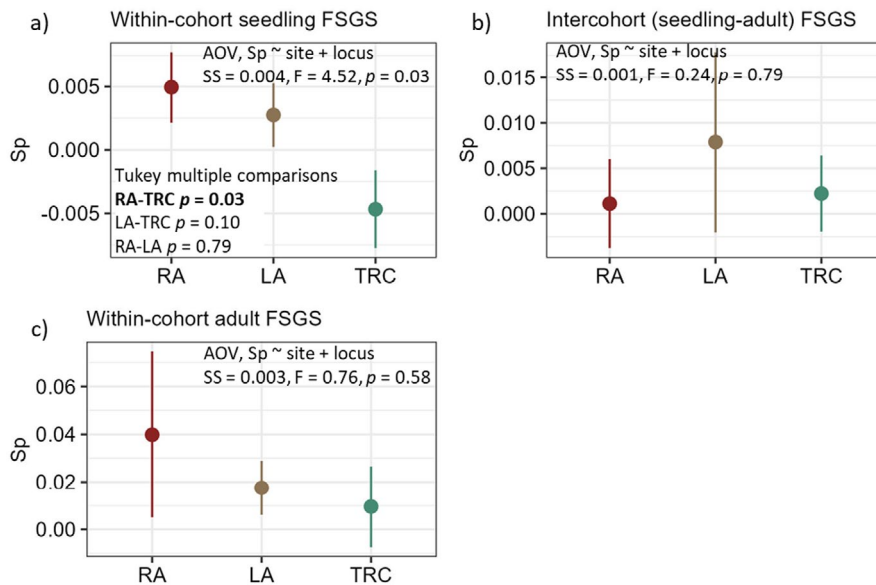 a)
Within-cohort seedling FSGS
AOV, Sp ~ site + locus
SS = 0.004, F = 4.52, p = 0.03
0.005
0.000
-0.005
Sp
Tukey multiple comparisons
RA-TRC p = 0.03
LA-TRC p = 0.10
RA-LA p = 0.79
RA LA TRC
b)
Intercohort (seedling-adult) FSGS
AOV, Sp ~ site + locus
SS = 0.001, F = 0.24, p = 0.79
0.015
0.010
0.005
0.000
Sp
RA LA TRC
c)
Within-cohort adult FSGS
AOV, Sp ~ site + locus
SS = 0.003, F = 0.76, p = 0.58
0.06
0.04
0.02
0.00
Sp
RA LA TRC